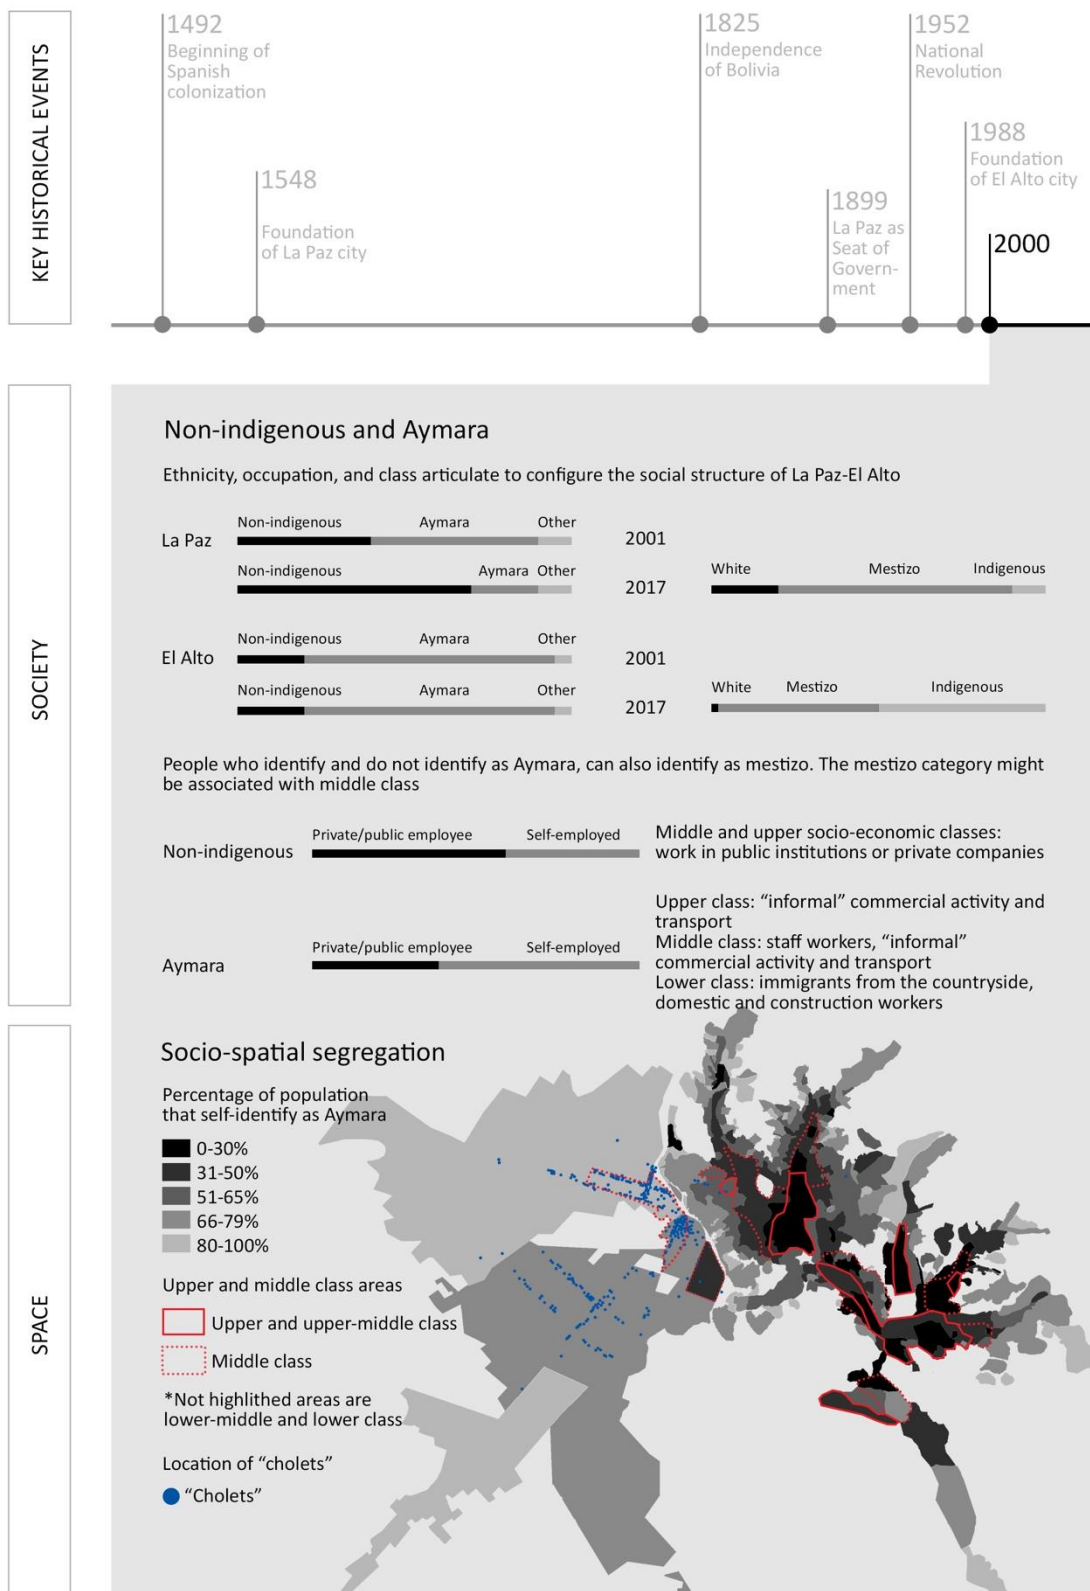 KEY HISTORICAL EVENTS
1492
Beginning of
Spanish
colonization
1548
Foundation
of La Paz city
1825
Independence
of Bolivia
1899
La Paz as
Seat of
Govern-
ment
1952
National
Revolution
1988
Foundation
of El Alto city
2000
SOCIETY
Non-indigenous and Aymara
Ethnicity, occupation, and class articulate to configure the social structure of La Paz-El Alto
Non-indigenous Aymara Other
La Paz 2001
Non-indigenous Aymara Other
2017
White Mestizo Indigenous
Non-indigenous Aymara Other
El Alto 2001
Non-indigenous Aymara Other
2017
White Mestizo Indigenous
People who identify and do not identify as Aymara, can also identify as mestizo. The mestizo category might
be associated with middle class
Private/public employee Self-employed
Non-indigenous
Middle and upper socio-economic classes:
work in public institutions or private companies
Private/public employee Self-employed
Aymara
Upper class: “informal” commercial activity and
transport
Middle class: staff workers, “informal”
commercial activity and transport
Lower class: immigrants from the countryside,
domestic and construction workers
SPACE
Socio-spatial segregation
Percentage of population
that self-identify as Aymara
0-30%
31-50%
51-65%
66-79%
80-100%
Upper and middle class areas
Upper and upper-middle class
Middle class
*Not highlithed areas are
lower-middle and lower class
Location of “cholets”
“Cholets”